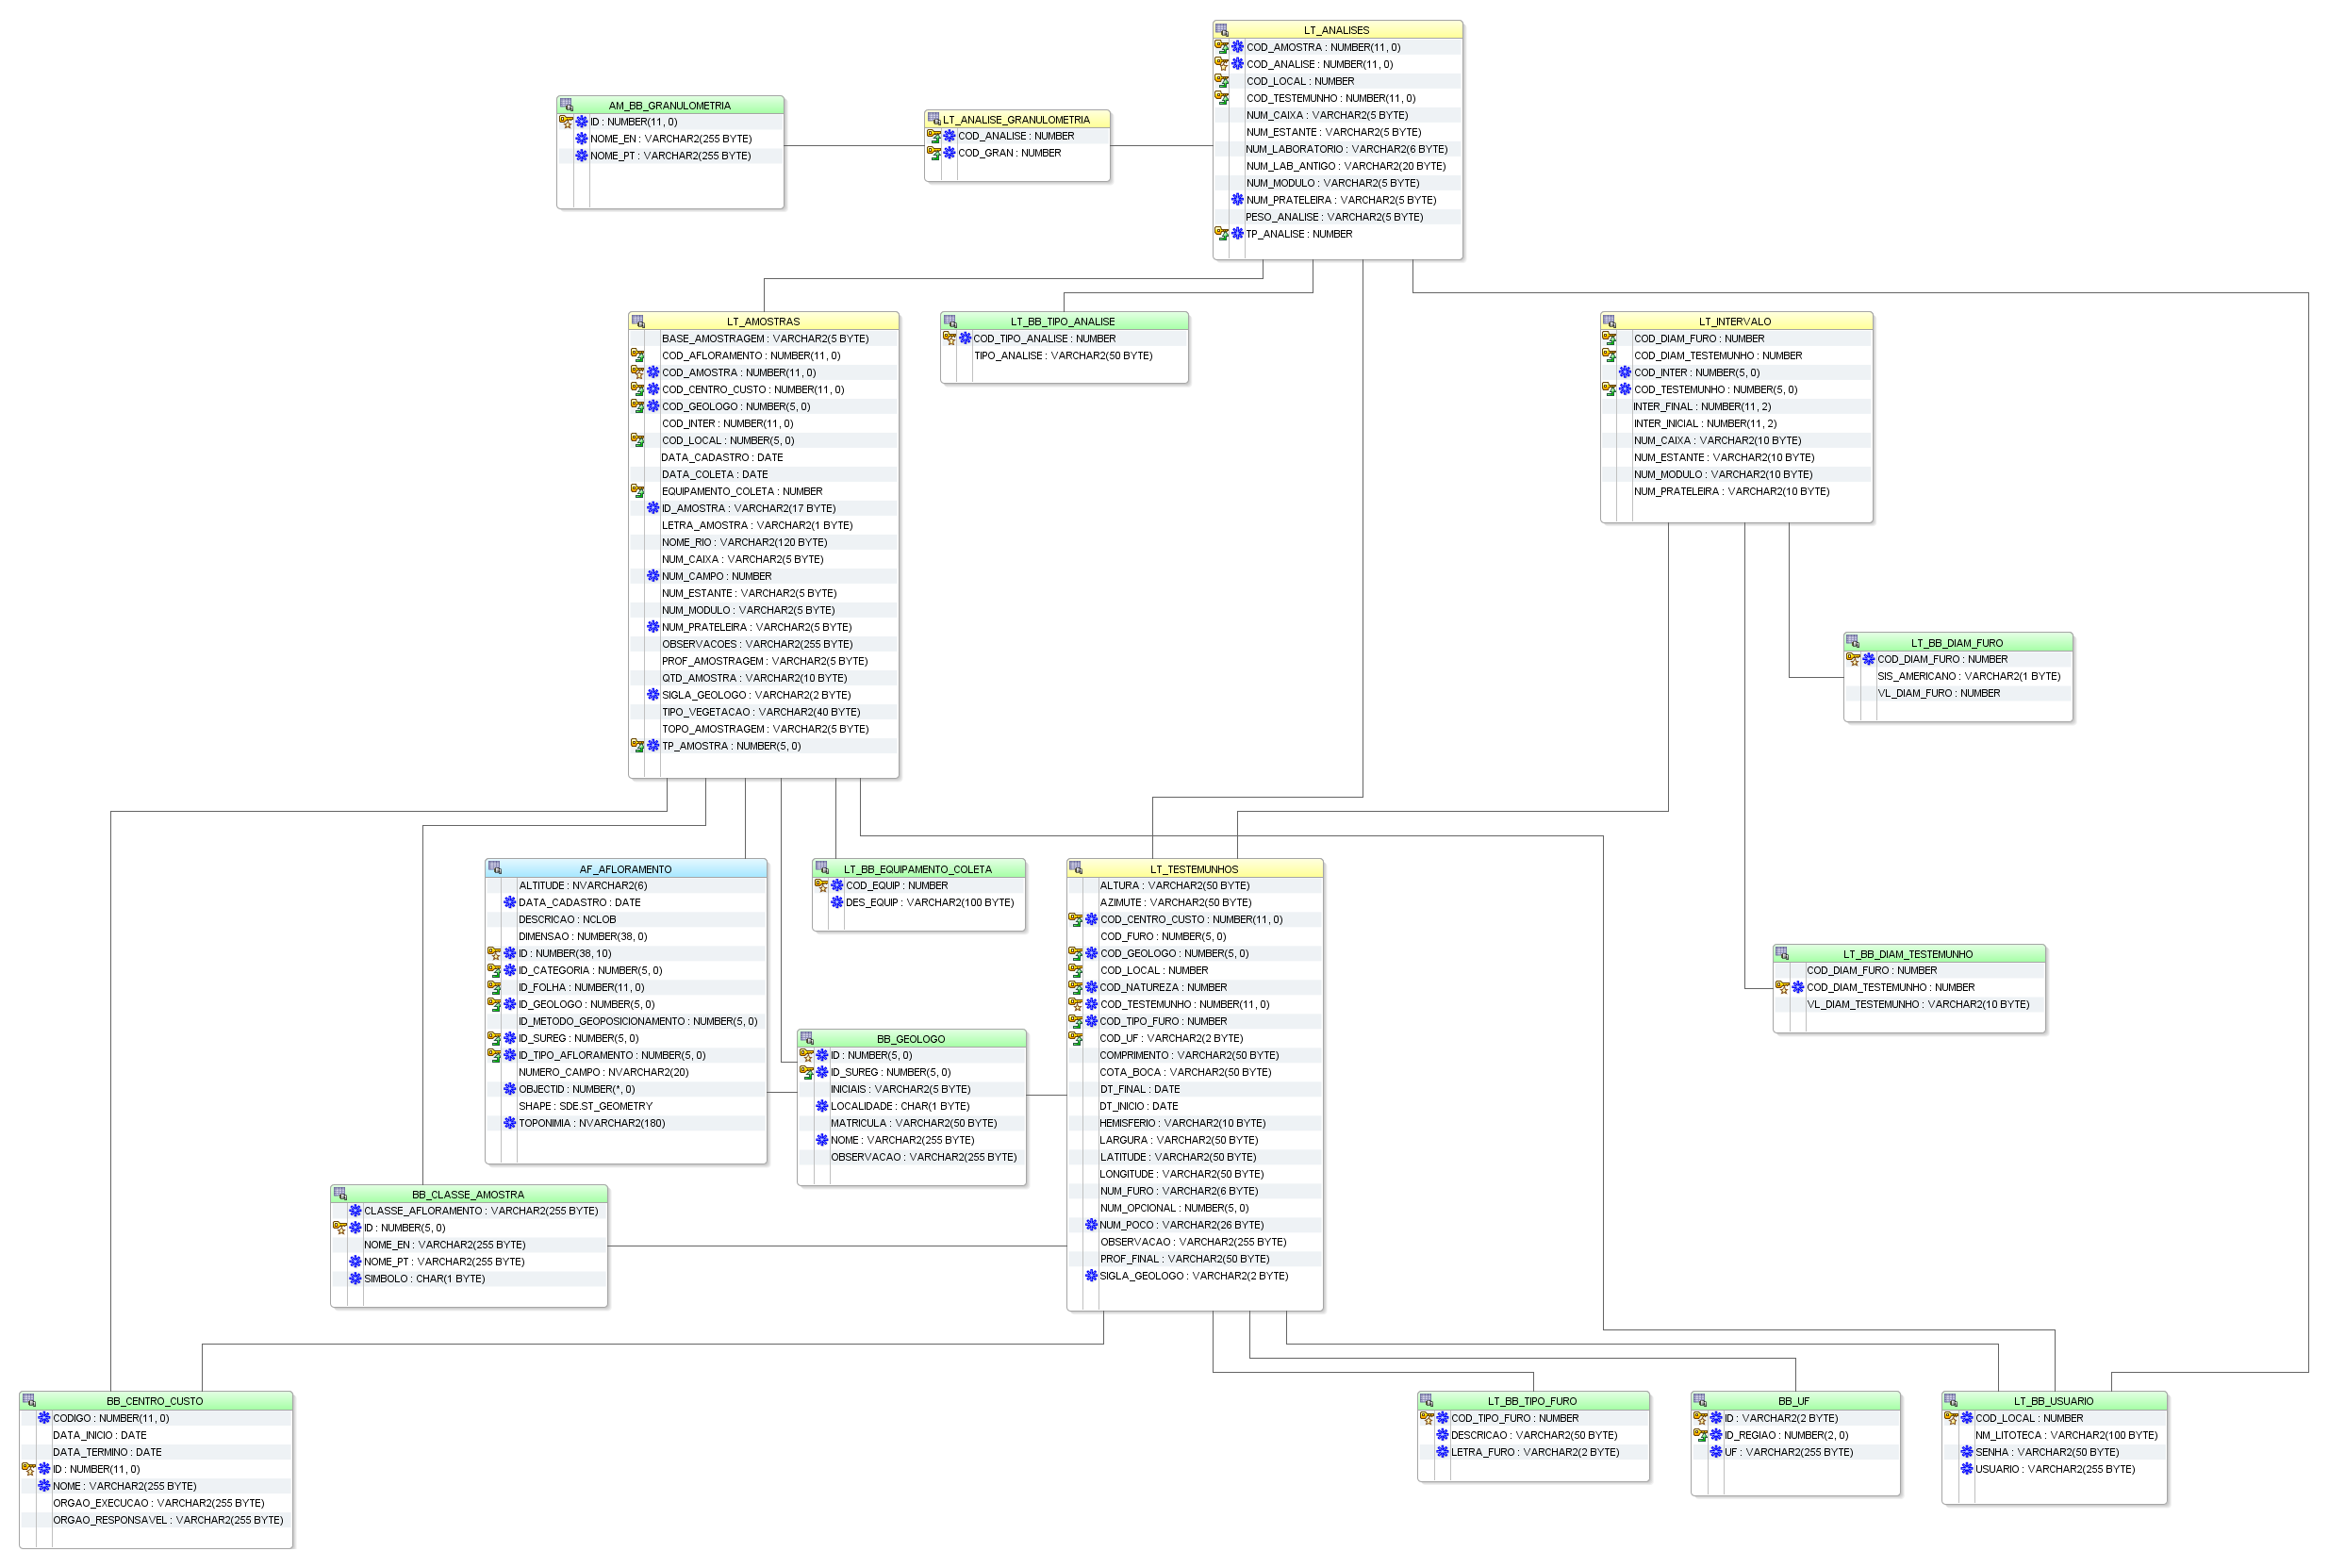 LT_ANALISES
COD_AMOSTRA : NUMBER(11, 0)
COD_ANALISE : NUMBER(11, 0)
COD_LOCAL : NUMBER
COD_TESTEMUNHO : NUMBER(11, 0)
NUM_CAIXA : VARCHAR2(5 BYTE)
NUM_ESTANTE : VARCHAR2(5 BYTE)
NUM_LABORATORIO : VARCHAR2(6 BYTE)
NUM_LAB_ANTIGO : VARCHAR2(20 BYTE)
NUM_MODULO : VARCHAR2(5 BYTE)
NUM_PRATELEIRA : VARCHAR2(5 BYTE)
PESO_ANALISE : VARCHAR2(5 BYTE)
TP_ANALISE : NUMBER
AM_BB_GRANULOMETRIA
ID : NUMBER(11, 0)
NOME_EN : VARCHAR2(255 BYTE)
NOME_PT : VARCHAR2(255 BYTE)
LT_ANALISE_GRANULOMETRIA
COD_ANALISE : NUMBER
COD_GRAN : NUMBER
LT_AMOSTRAS
BASE_AMOSTRAGEM : VARCHAR2(5 BYTE)
COD_AFLORAMENTO : NUMBER(11, 0)
COD_AMOSTRA : NUMBER(11, 0)
COD_CENTRO_CUSTO : NUMBER(11, 0)
COD_GEOLOGO : NUMBER(5, 0)
COD_INTER : NUMBER(11, 0)
COD_LOCAL : NUMBER(5, 0)
DATA_CADASTRO : DATE
DATA_COLETA : DATE
EQUIPAMENTO_COLETA : NUMBER
ID_AMOSTRA : VARCHAR2(17 BYTE)
LETRA_AMOSTRA : VARCHAR2(1 BYTE)
NOME_RIO : VARCHAR2(120 BYTE)
NUM_CAIXA : VARCHAR2(5 BYTE)
NUM_CAMPO : NUMBER
NUM_ESTANTE : VARCHAR2(5 BYTE)
NUM_MODULO : VARCHAR2(5 BYTE)
NUM_PRATELEIRA : VARCHAR2(5 BYTE)
OBSERVACOES : VARCHAR2(255 BYTE)
PROF_AMOSTRAGEM : VARCHAR2(5 BYTE)
QTD_AMOSTRA : VARCHAR2(10 BYTE)
SIGLA_GEOLOGO : VARCHAR2(2 BYTE)
TIPO_VEGETACAO : VARCHAR2(40 BYTE)
TOPO_AMOSTRAGEM : VARCHAR2(5 BYTE)
TP_AMOSTRA : NUMBER(5, 0)
LT_BB_TIPO_ANALISE
COD_TIPO_ANALISE : NUMBER
TIPO_ANALISE : VARCHAR2(50 BYTE)
LT_INTERVALO
COD_DIAM_FURO : NUMBER
COD_DIAM_TESTEMUNHO : NUMBER
COD_INTER : NUMBER(5, 0)
COD_TESTEMUNHO : NUMBER(5, 0)
INTER_FINAL : NUMBER(11, 2)
INTER_INICIAL : NUMBER(11, 2)
NUM_CAIXA : VARCHAR2(10 BYTE)
NUM_ESTANTE : VARCHAR2(10 BYTE)
NUM_MODULO : VARCHAR2(10 BYTE)
NUM_PRATELEIRA : VARCHAR2(10 BYTE)
LT_BB_DIAM_FURO
COD_DIAM_FURO : NUMBER
SIS_AMERICANO : VARCHAR2(1 BYTE)
VL_DIAM_FURO : NUMBER
AF_AFLORAMENTO
ALTITUDE : NVARCHAR2(6)
DATA_CADASTRO : DATE
DESCRICAO : NCLOB
DIMENSAO : NUMBER(38, 0)
ID : NUMBER(38, 10)
ID_CATEGORIA : NUMBER(5, 0)
ID_FOLHA : NUMBER(11, 0)
ID_GEOLOGO : NUMBER(5, 0)
ID_METODO_GEOPOSICIONAMENTO : NUMBER(5, 0)
ID_SUREG : NUMBER(5, 0)
ID_TIPO_AFLORAMENTO : NUMBER(5, 0)
NUMERO_CAMPO : NVARCHAR2(20)
OBJECTID : NUMBER(*, 0)
SHAPE : SDE.ST_GEOMETRY
TOPONIMIA : NVARCHAR2(180)
LT_BB_EQUIPAMENTO_COLETA
COD_EQUIP : NUMBER
DES_EQUIP : VARCHAR2(100 BYTE)
LT_TESTEMUNHOS
ALTURA : VARCHAR2(50 BYTE)
AZIMUTE : VARCHAR2(50 BYTE)
COD_CENTRO_CUSTO : NUMBER(11, 0)
COD_FURO : NUMBER(5, 0)
COD_GEOLOGO : NUMBER(5, 0)
COD_LOCAL : NUMBER
COD_NATUREZA : NUMBER
COD_TESTEMUNHO : NUMBER(11, 0)
COD_TIPO_FURO : NUMBER
COD_UF : VARCHAR2(2 BYTE)
COMPRIMENTO : VARCHAR2(50 BYTE)
COTA_BOCA : VARCHAR2(50 BYTE)
DT_FINAL : DATE
DT_INICIO : DATE
HEMISFERIO : VARCHAR2(10 BYTE)
LARGURA : VARCHAR2(50 BYTE)
LATITUDE : VARCHAR2(50 BYTE)
LONGITUDE : VARCHAR2(50 BYTE)
NUM_FURO : VARCHAR2(6 BYTE)
NUM_OPCIONAL : NUMBER(5, 0)
NUM_POCO : VARCHAR2(26 BYTE)
OBSERVACAO : VARCHAR2(255 BYTE)
PROF_FINAL : VARCHAR2(50 BYTE)
SIGLA_GEOLOGO : VARCHAR2(2 BYTE)
LT_BB_DIAM_TESTEMUNHO
COD_DIAM_FURO : NUMBER
COD_DIAM_TESTEMUNHO : NUMBER
VL_DIAM_TESTEMUNHO : VARCHAR2(10 BYTE)
BB_GEOLOGO
ID : NUMBER(5, 0)
ID_SUREG : NUMBER(5, 0)
INICIAIS : VARCHAR2(5 BYTE)
LOCALIDADE : CHAR(1 BYTE)
MATRICULA : VARCHAR2(50 BYTE)
NOME : VARCHAR2(255 BYTE)
OBSERVACAO : VARCHAR2(255 BYTE)
BB_CLASSE_AMOSTRA
CLASSE_AFLORAMENTO : VARCHAR2(255 BYTE)
ID : NUMBER(5, 0)
NOME_EN : VARCHAR2(255 BYTE)
NOME_PT : VARCHAR2(255 BYTE)
SIMBOLO : CHAR(1 BYTE)
BB_CENTRO_CUSTO
CODIGO : NUMBER(11, 0)
DATA_INICIO : DATE
DATA_TERMINO : DATE
ID : NUMBER(11, 0)
NOME : VARCHAR2(255 BYTE)
ORGAO_EXECUCAO : VARCHAR2(255 BYTE)
ORGAO_RESPONSAVEL : VARCHAR2(255 BYTE)
LT_BB_TIPO_FURO
COD_TIPO_FURO : NUMBER
DESCRICAO : VARCHAR2(50 BYTE)
LETRA_FURO : VARCHAR2(2 BYTE)
BB_UF
ID : VARCHAR2(2 BYTE)
ID_REGIAO : NUMBER(2, 0)
UF : VARCHAR2(255 BYTE)
LT_BB_USUARIO
COD_LOCAL : NUMBER
NM_LITOTECA : VARCHAR2(100 BYTE)
SENHA : VARCHAR2(50 BYTE)
USUARIO : VARCHAR2(255 BYTE)